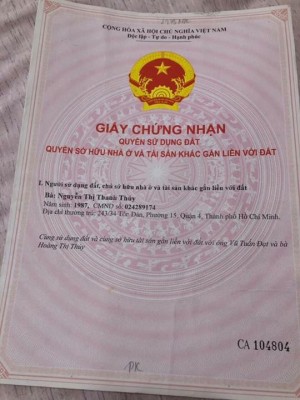 CỘNG HÒA XÃ HỘI CHỦ NGHĨA VIỆT NAM
Độc lập - Tự do - Hạnh phúc
GIẤY CHỨNG NHẬN
QUYỀN SỬ DỤNG ĐẤT
QUYỀN SỞ HỮU NHÀ Ở VÀ TÀI SẢN KHÁC GẮN LIỀN VỚI ĐẤT
I. Người sử dụng đất, chủ sở hữu nhà ở và tài sản khác gắn liền với đất
Bà: Nguyễn Thị Thanh Thủy
Năm sinh: 1987, CMND số: 024289174
Địa chỉ thường trú: 243/34 Tôn Đản, Phường 15, Quận 4, Thành phố Hồ Chí Minh.
Cùng sử dụng đất và cùng sở hữu tài sản gắn liền với đất với ông Vũ Tuấn Đạt và bà
Hoàng Thị Thúy
CA 104804
PK